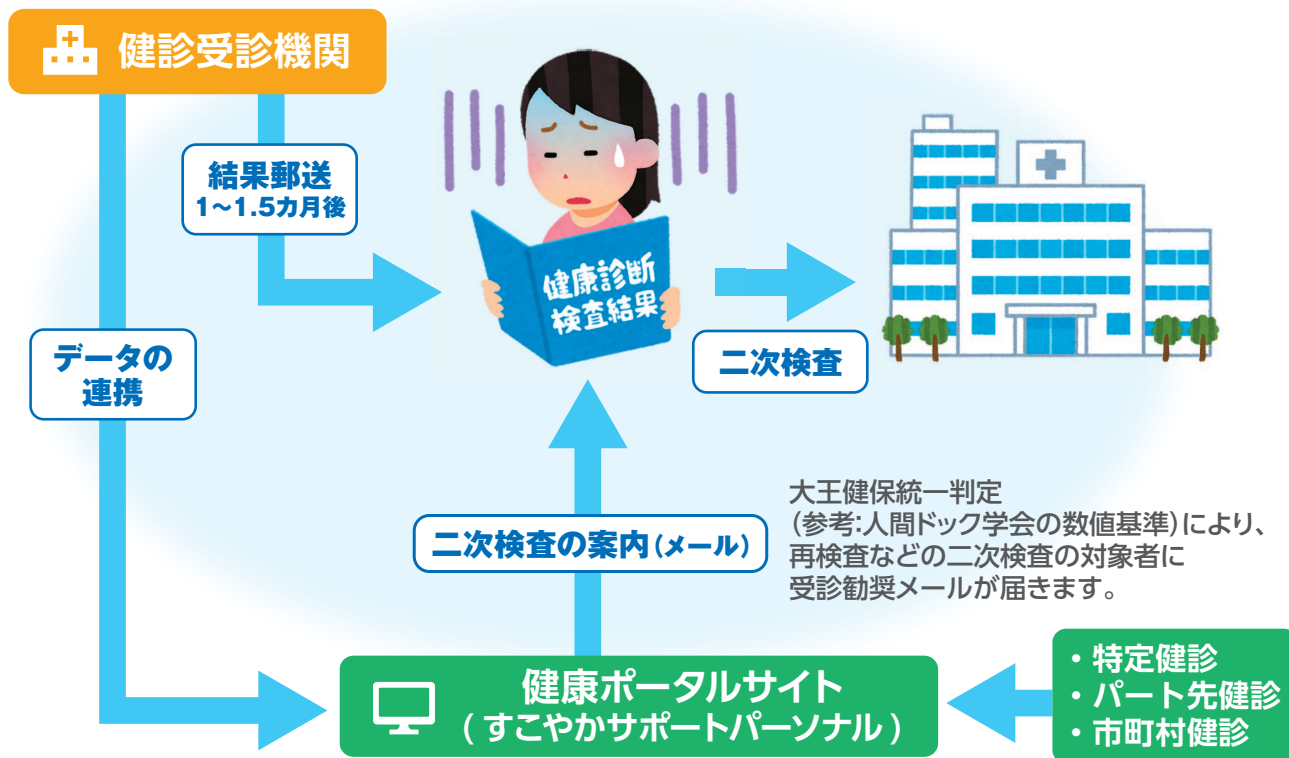 健診受診機関
結果郵送
1~1.5カ月後
健康診断
検査結果
データの
連携
二次検査
二次検査の案内(メール)
大王健保統一判定
(参考:人間ドック学会の数値基準)により、
再検査などの二次検査の対象者に
受診勧奨メールが届きます。
健康ポータルサイト
(すこやかサポートパーソナル)
・特定健診
・パート先健診
・市町村健診